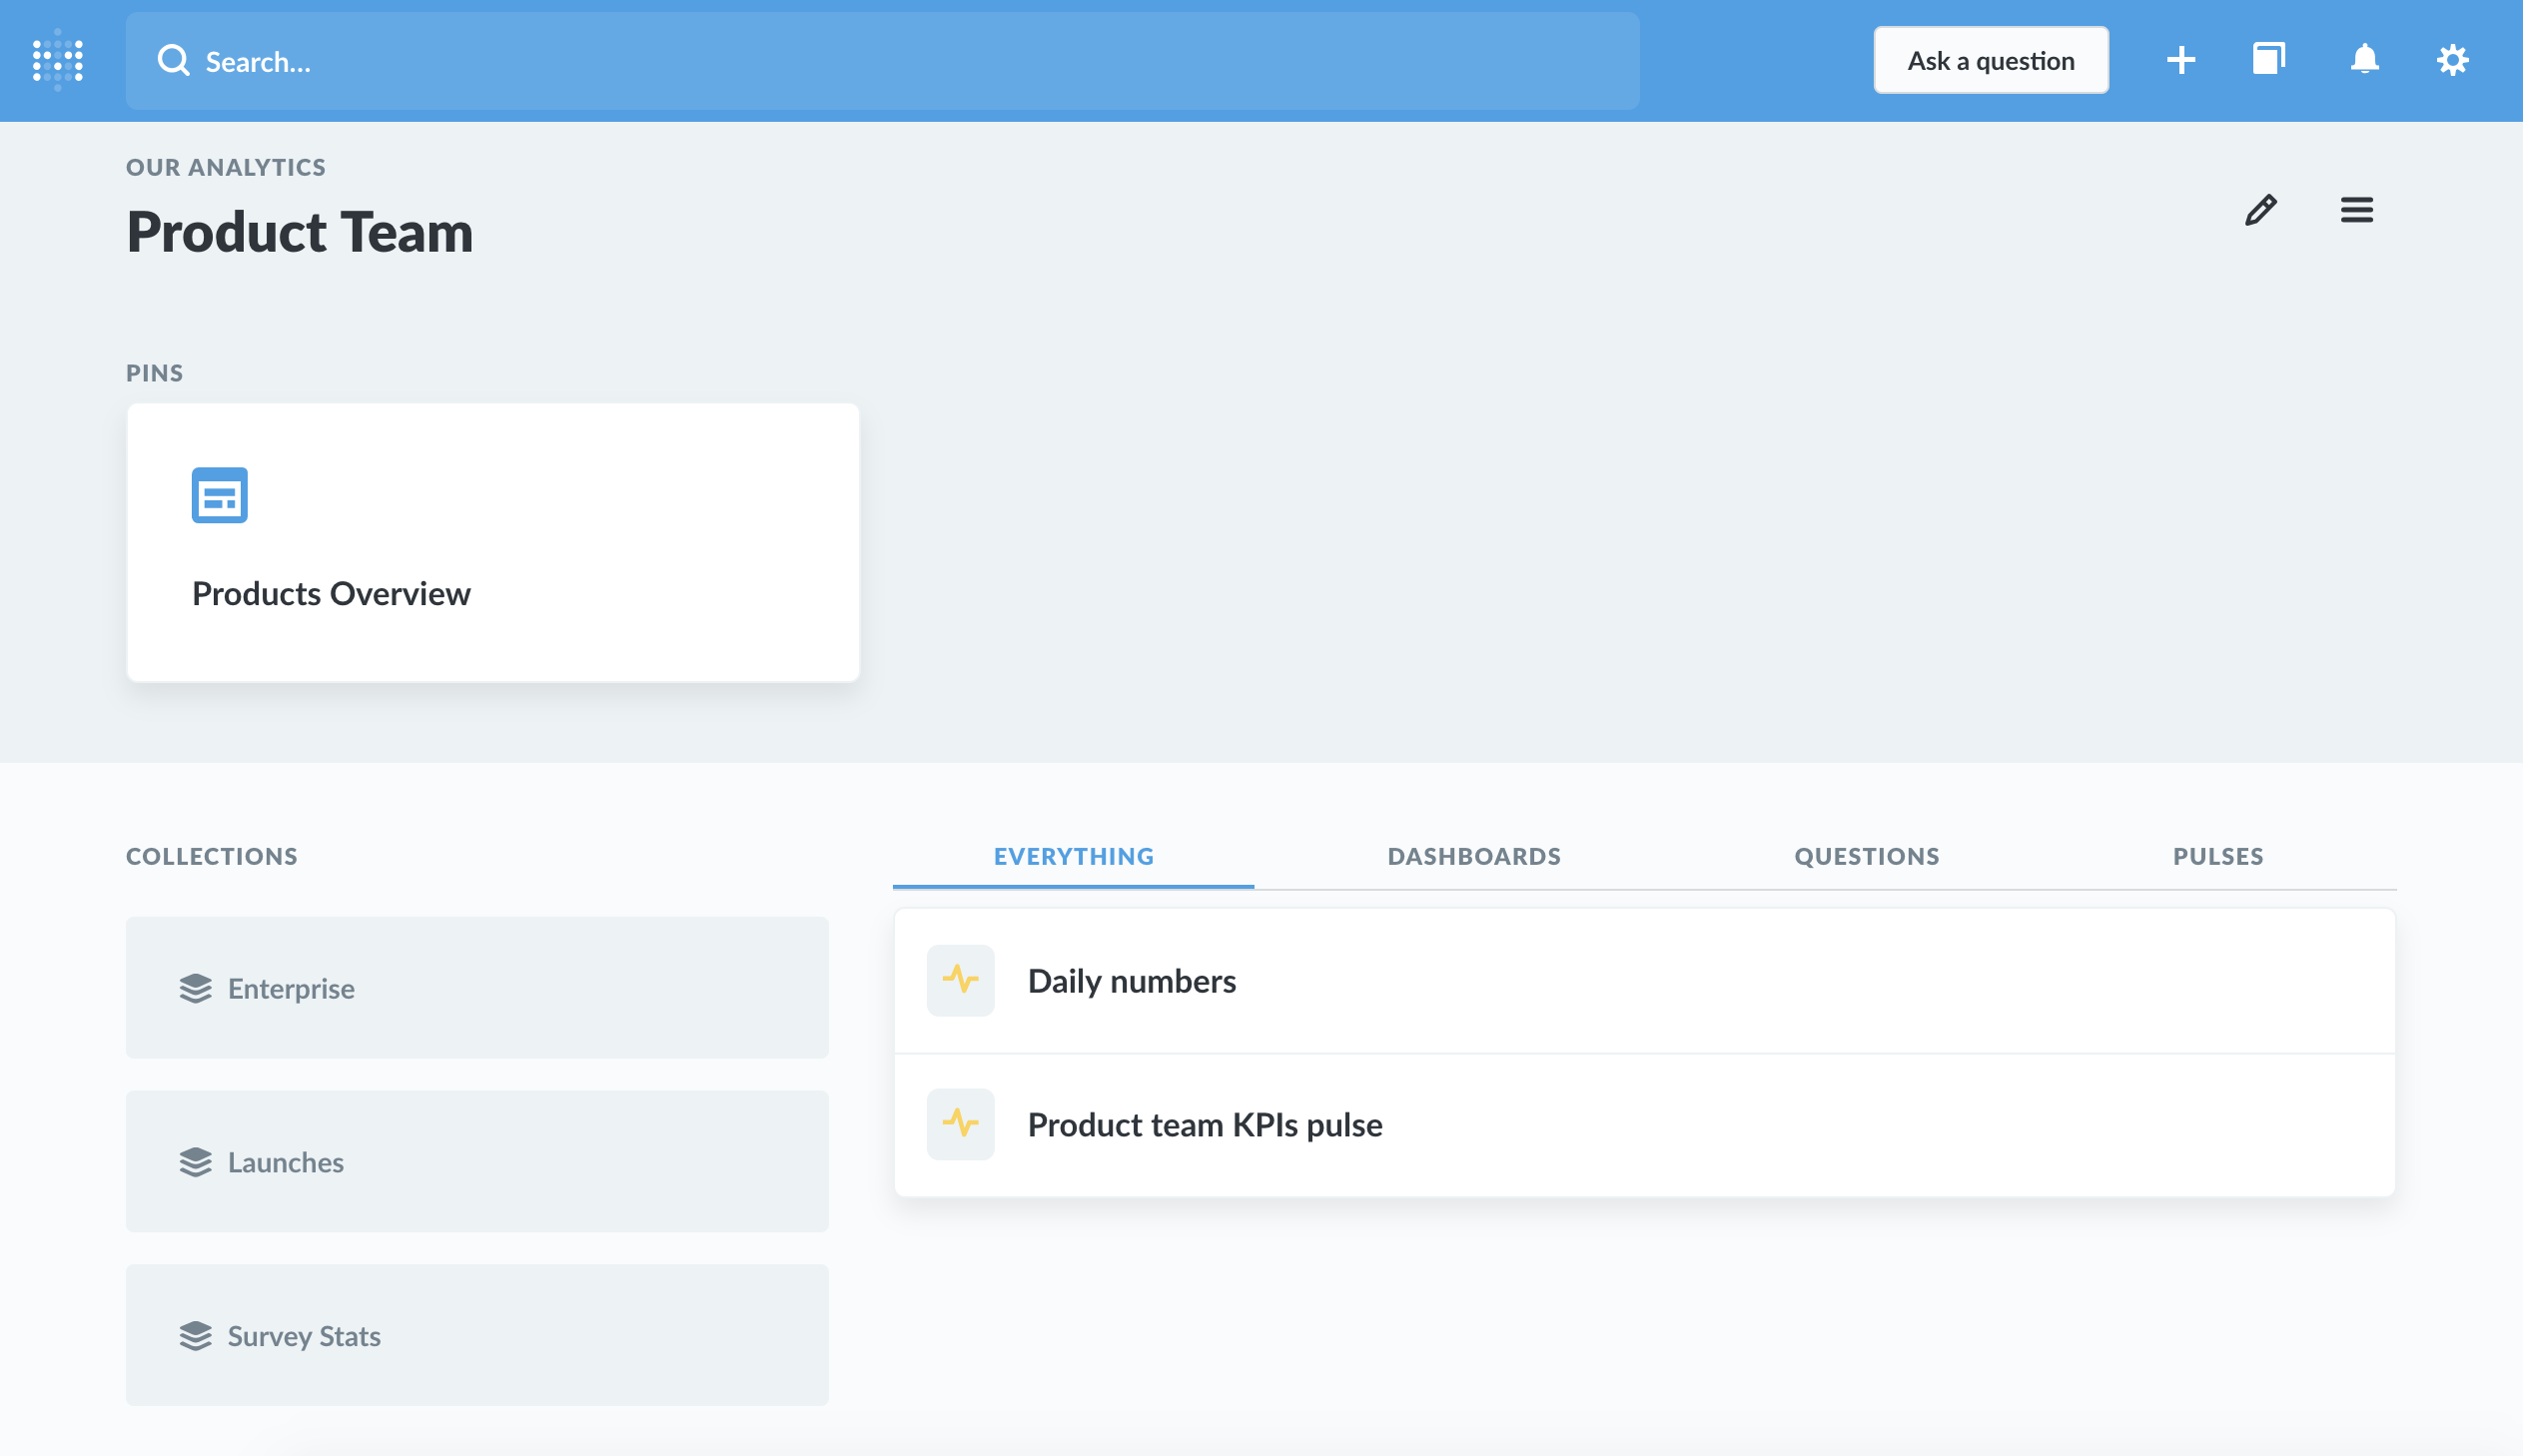 Search...
Ask a question
OUR ANALYTICS
Product Team
PINS
Products Overview
COLLECTIONS
EVERYTHING
DASHBOARDS
QUESTIONS
PULSES
Enterprise
Launches
Survey Stats
Daily numbers
Product team KPIs pulse